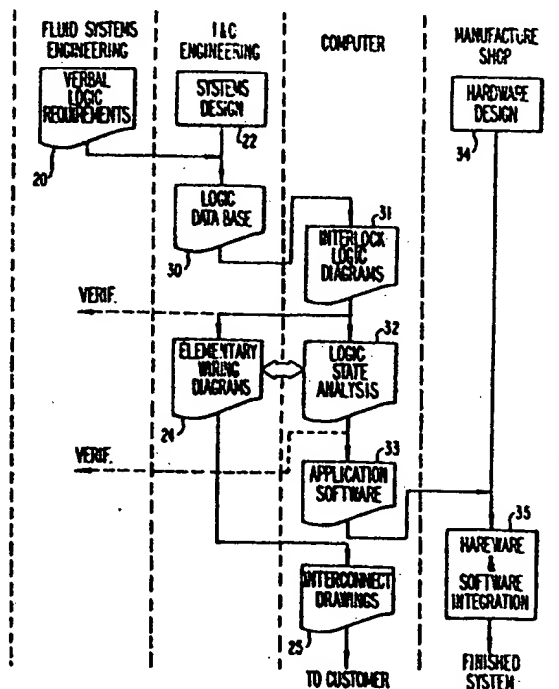 FLUID SYSTEMS
ENGINEERING
I&C
ENGINEERING
COMPUTER
MANUFACTURE
SHOP
VERBAL
LOGIC
REQUIREMENTS
20
SYSTEMS
DESIGN
22
HARDWARE
DESIGN
34
LOGIC
DATA BASE
30
31
INTERLOCK
LOGIC
DIAGRAMS
VERIF.
ELEMENTARY
WIRING
DIAGRAMS
24
32
LOGIC
STATE
ANALYSIS
VERIF.
33
APPLICATION
SOFTWARE
35
HAREWARE
&
SOFTWARE
INTEGRATION
INTERCONNECT
DRAWINGS
25
TO CUSTOMER
FINISHED
SYSTEM